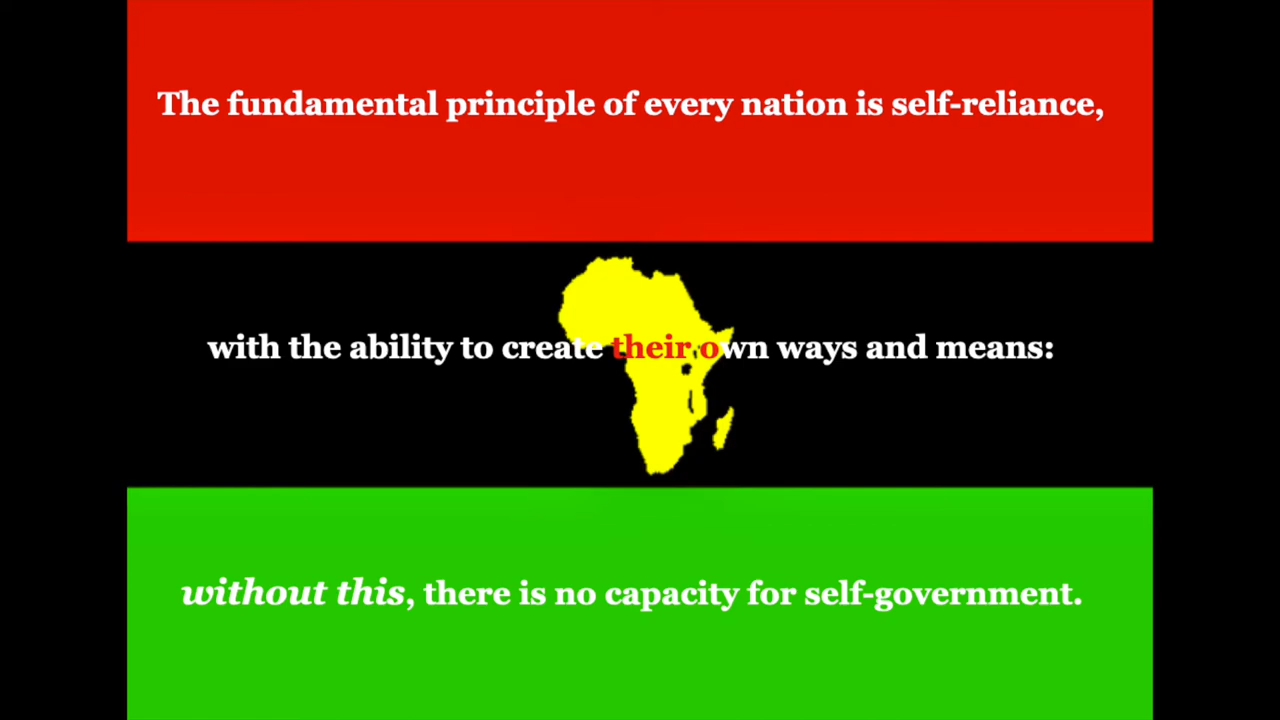 The fundamental principle of every nation is self-reliance,
with the ability to create their own ways and means:
without this, there is no capacity for self-government.